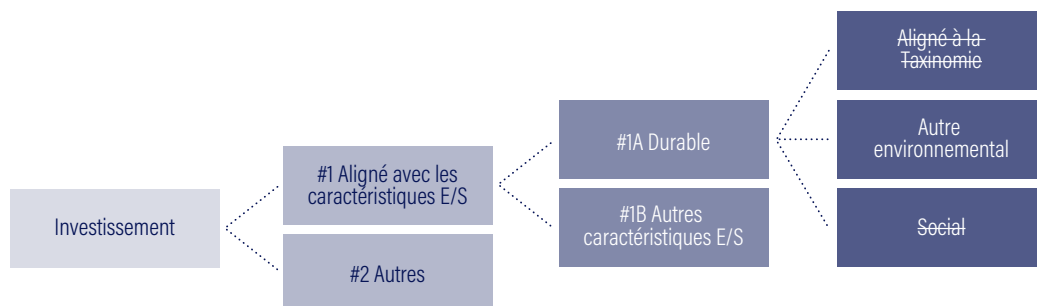 Aligné à la
Taxinomie
#1A Durable
Autre
environnemental
#1 Aligné avec les
caractéristiques E/S
#1B Autres
caractéristiques E/S
Investissement
Social
#2 Autres